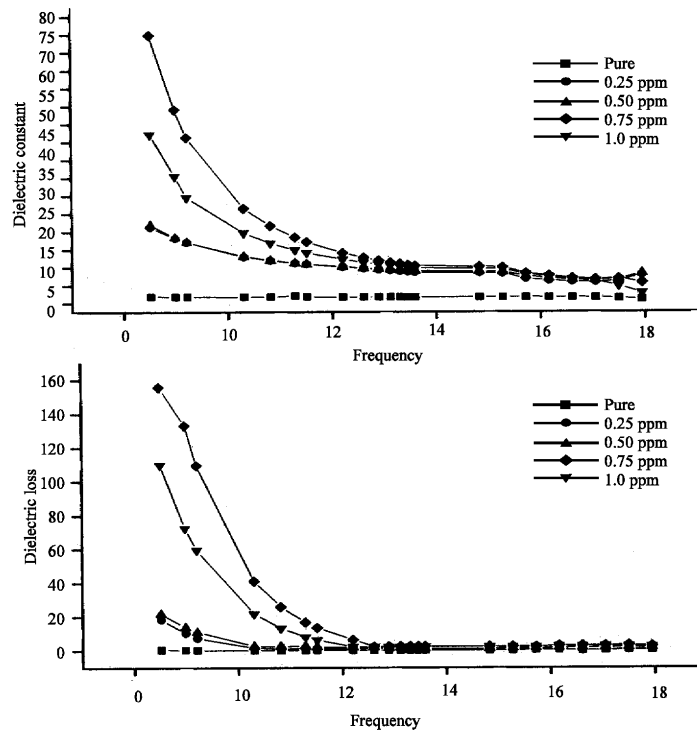 80
75
70
65
60
55
50
45
40
35
30
25
20
15
10
5
0
Dielectric constant
Pure
0.25 ppm
0.50 ppm
0.75 ppm
1.0 ppm
0 10 12 14 16 18
Frequency
160
140
120
100
80
60
40
20
0
Dielectric loss
Pure
0.25 ppm
0.50 ppm
0.75 ppm
1.0 ppm
0 10 12 14 16 18
Frequency